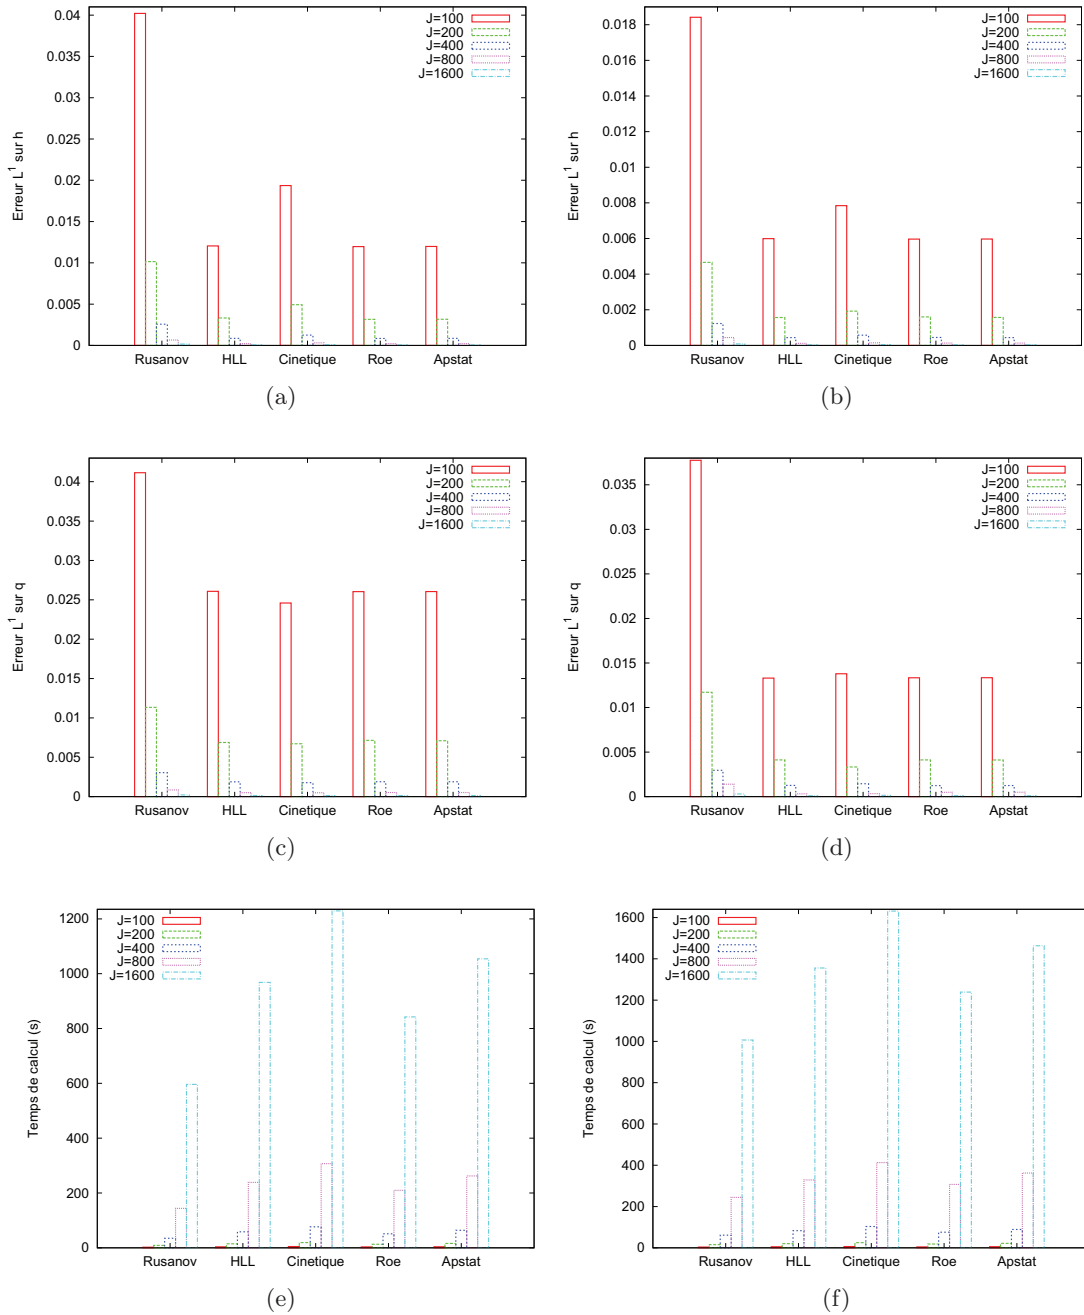 0.04
0.03
0.025
0.02
0.015
0.01
0.005
0
Erreur L¹ sur h
J=100
J=200
J=400
J=800
J=1600
Rusanov HLL Cinetique Roe Apstat
(a)
0.018
0.016
0.014
0.012
0.01
0.008
0.006
0.004
0.002
0
Erreur L¹ sur h
J=100
J=200
J=400
J=800
J=1600
Rusanov HLL Cinetique Roe Apstat
(b)
0.04
0.035
0.03
0.025
0.02
0.015
0.01
0.005
0
Erreur L¹ sur q
J=100
J=200
J=400
J=800
J=1600
Rusanov HLL Cinetique Roe Apstat
(c)
0.035
0.03
0.025
0.02
0.015
0.01
0.005
0
Erreur L¹ sur q
J=100
J=200
J=400
J=800
J=1600
Rusanov HLL Cinetique Roe Apstat
(d)
1200
1000
800
600
400
200
0
Temps de calcul (s)
J=100
J=200
J=400
J=800
J=1600
Rusanov HLL Cinetique Roe Apstat
(e)
1600
1400
1200
1000
800
600
400
200
0
Temps de calcul (s)
J=100
J=200
J=400
J=800
J=1600
Rusanov HLL Cinetique Roe Apstat
(f)